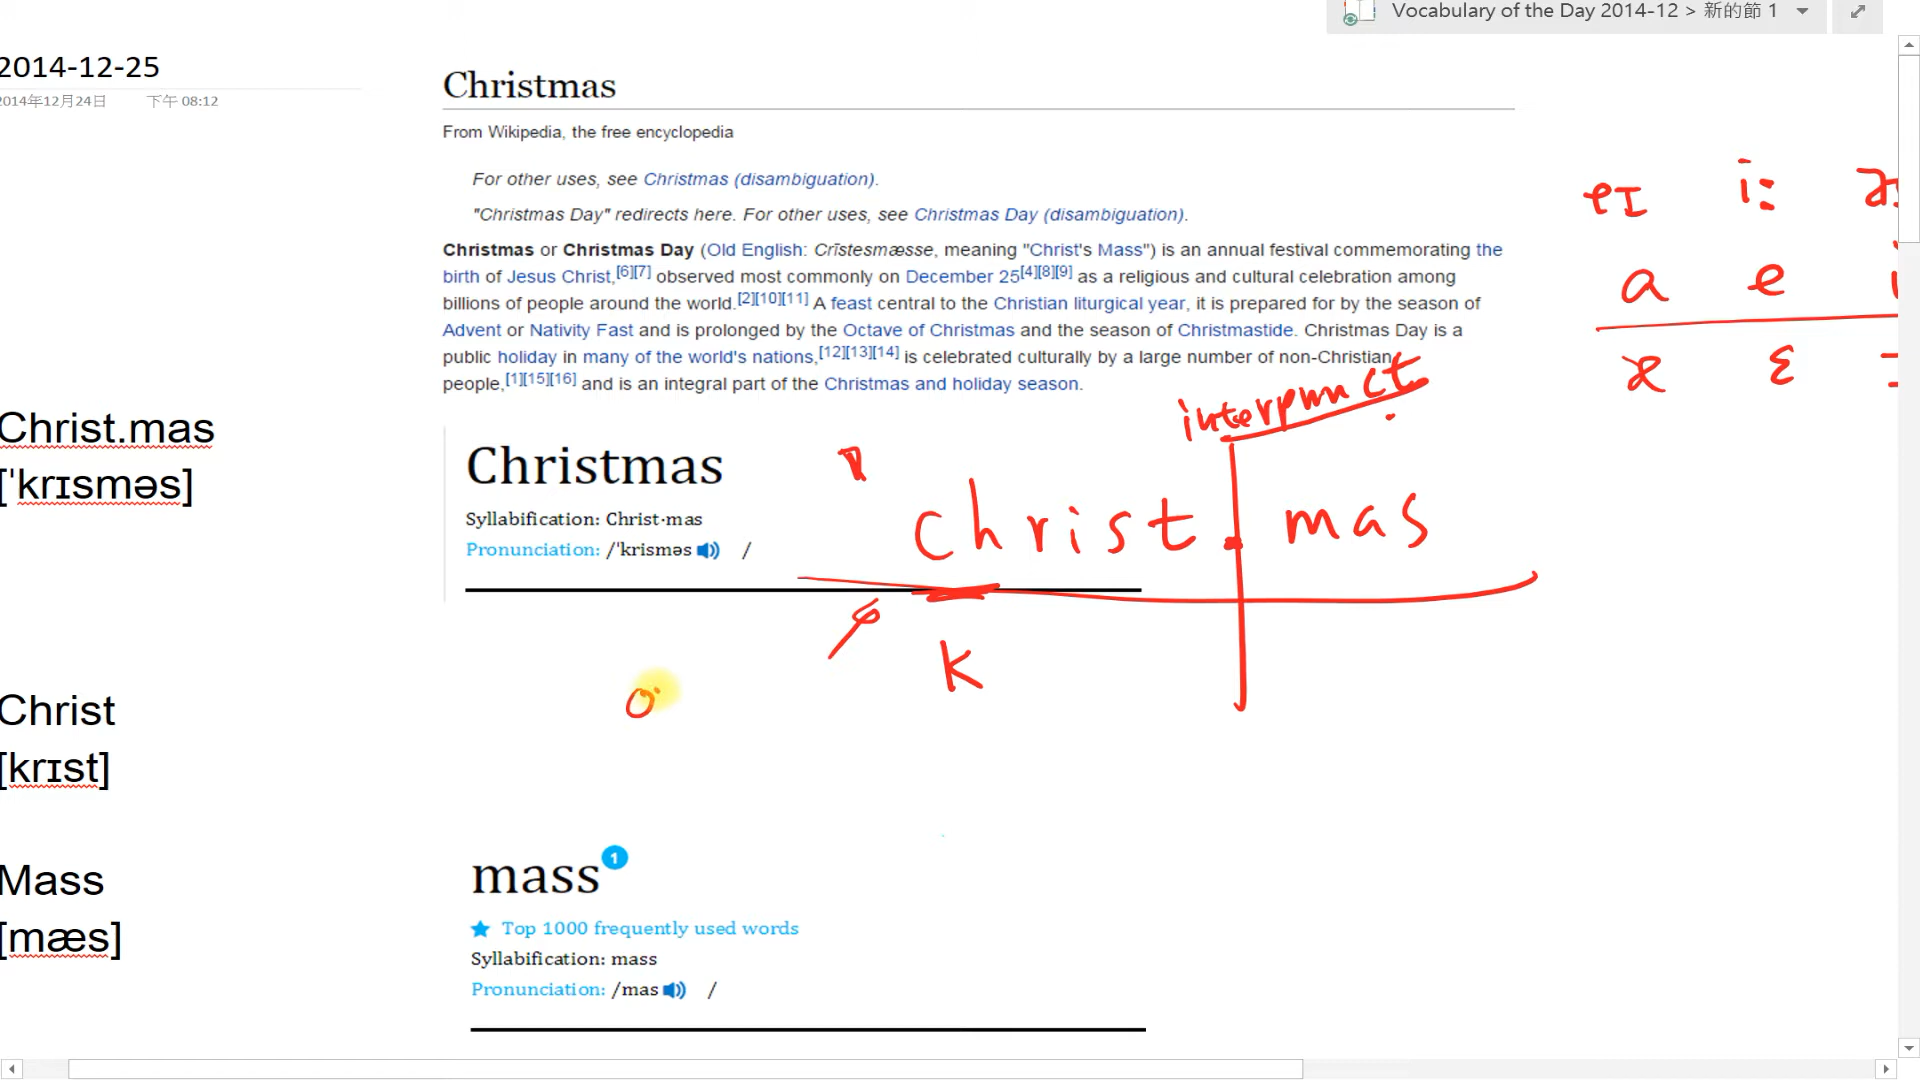 Vocabulary of the Day 2014-12 > 新的節 1
2014-12-25
2014年12月24日 下午 08:12
Christmas
From Wikipedia, the free encyclopedia
For other uses, see Christmas (disambiguation).
"Christmas Day" redirects here. For other uses, see Christmas Day (disambiguation).
Christmas or Christmas Day (Old English: Crīstesmæsse, meaning "Christ's Mass") is an annual festival commemorating the
birth of Jesus Christ,[6][7] observed most commonly on December 25[4][8][9] as a religious and cultural celebration among
billions of people around the world.[2][10][11] A feast central to the Christian liturgical year, it is prepared for by the season of
Advent or Nativity Fast and is prolonged by the Octave of Christmas and the season of Christmastide. Christmas Day is a
public holiday in many of the world's nations,[12][13][14] is celebrated culturally by a large number of non-Christian
people,[1][15][16] and is an integral part of the Christmas and holiday season.
eɪ i:
a e
æ ε
interpunct
Christ.mas
[ˈkrɪsməs]
Christmas
Syllabification: Christ·mas
Pronunciation: /ˈkrisməs /
Christ.mas
k
Christ
[krɪst]
Mass
[mæs]
mass 1
Top 1000 frequently used words
Syllabification: mass
Pronunciation: /mas /